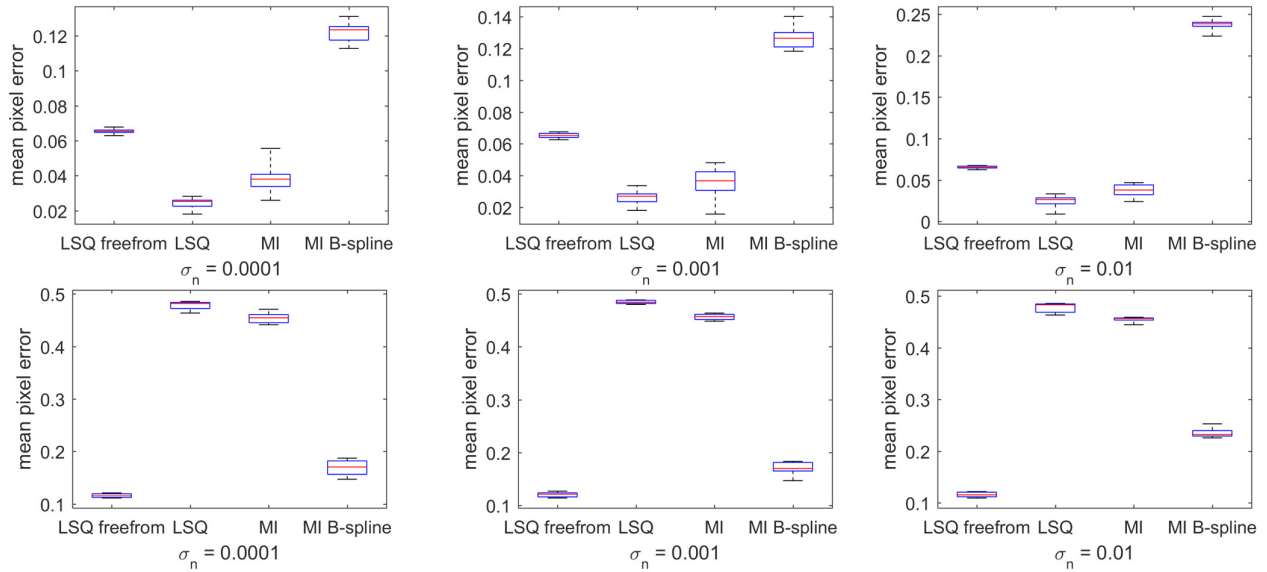 mean pixel error
0.12
0.1
0.08
0.06
0.04
0.02
LSQ freefrom LSQ MI MI B-spline
σn = 0.0001
mean pixel error
0.14
0.12
0.1
0.08
0.06
0.04
0.02
LSQ freefrom LSQ MI MI B-spline
σn = 0.001
mean pixel error
0.25
0.2
0.15
0.1
0.05
0
LSQ freefrom LSQ MI MI B-spline
σn = 0.01
mean pixel error
0.5
0.4
0.3
0.2
0.1
LSQ freefrom LSQ MI MI B-spline
σn = 0.0001
mean pixel error
0.5
0.4
0.3
0.2
0.1
LSQ freefrom LSQ MI MI B-spline
σn = 0.001
mean pixel error
0.5
0.4
0.3
0.2
0.1
LSQ freefrom LSQ MI MI B-spline
σn = 0.01